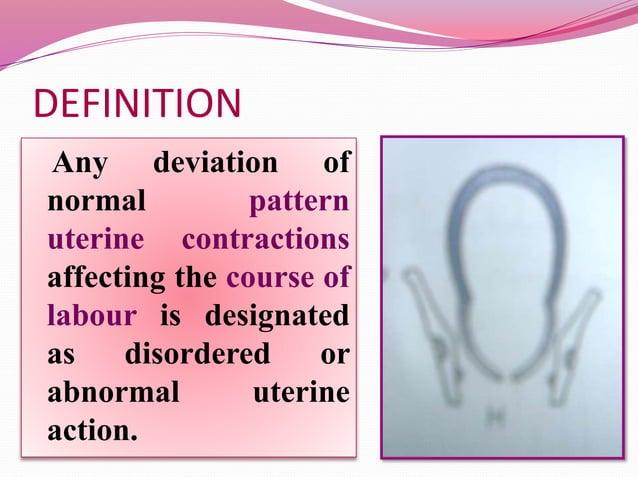 DEFINITION
Any deviation of
normal pattern
uterine contractions
affecting the course of
labour is designated
as disordered or
abnormal uterine
action.
H